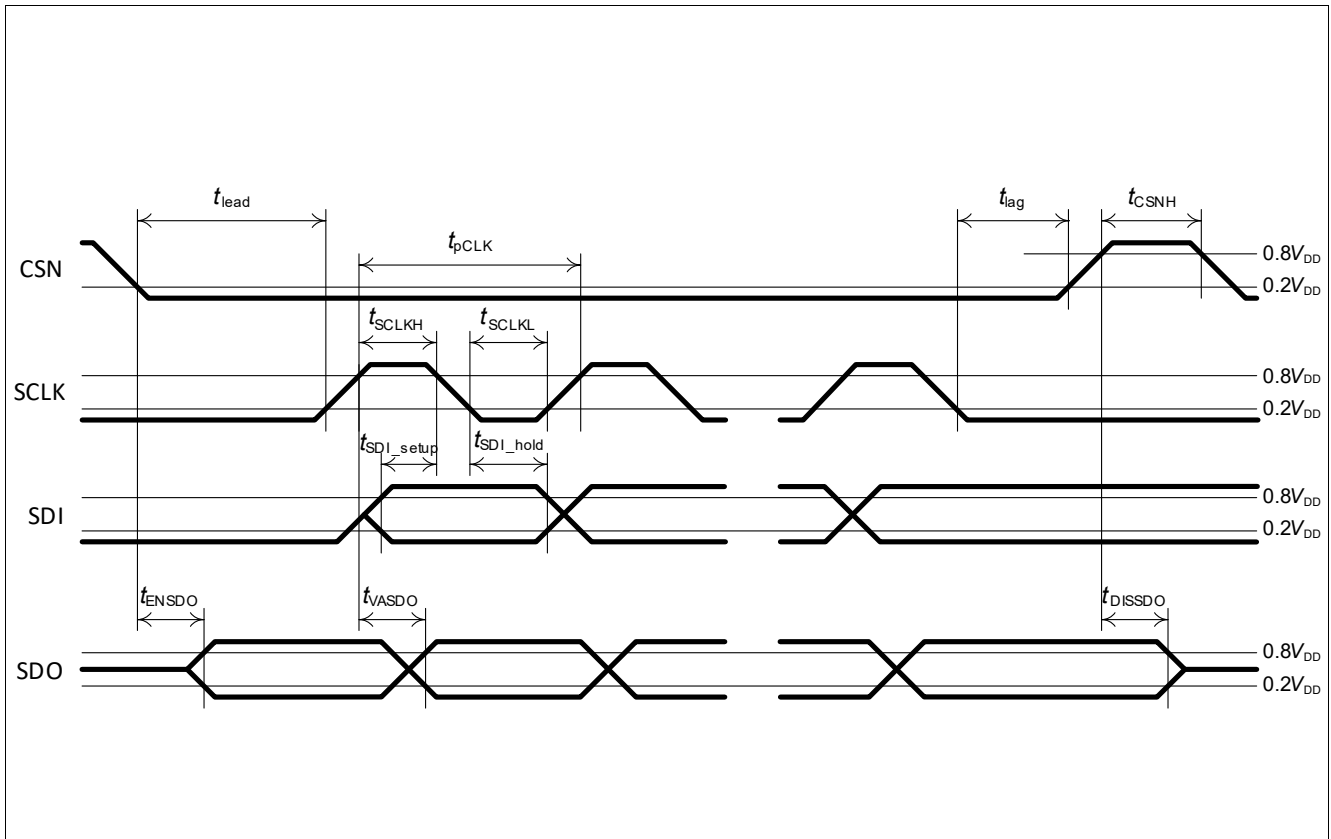 tlead
tlag
tCSNH
tpCLK
CSN
0.8VDD
0.2VDD
tSCLKH
tSCLKL
SCLK
0.8VDD
0.2VDD
tSDI_setup
tSDI_hold
SDI
0.8VDD
0.2VDD
tENSDO
tVASDO
tDISSDO
SDO
0.8VDD
0.2VDD